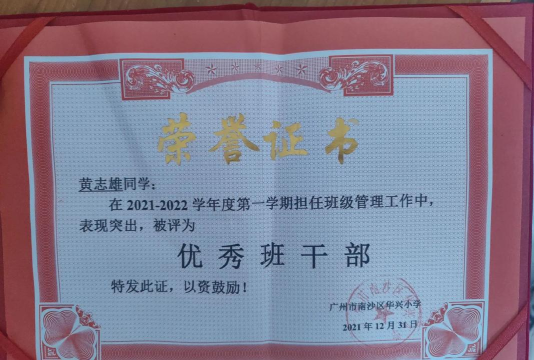 荣誉证书
黄志雄同学：
在 2021-2022 学年度第一学期担任班级管理工作中，
表现突出，被评为
优秀班干部
特发此证，以资鼓励！
广州市南沙区华兴小学
2021 年 12 月 31 日